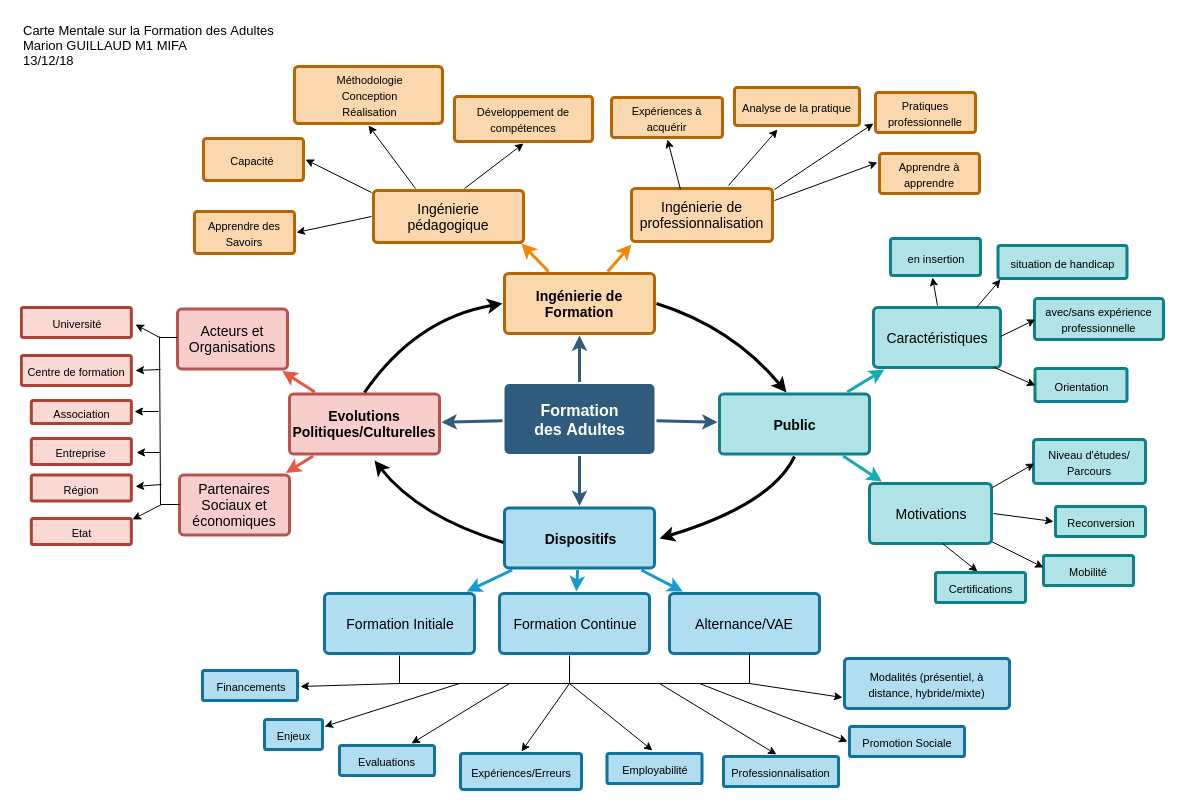 Carte Mentale sur la Formation des Adultes
Marion GUILLAUD M1 MIFA
13/12/18
Méthodologie
Conception
Réalisation
Développement de
compétences
Expériences à
acquérir
Analyse de la pratique
Pratiques
professionnelle
Capacité
Apprendre à
apprendre
Apprendre des
Savoirs
Ingénierie
pédagogique
Ingénierie de
professionnalisation
en insertion
situation de handicap
Ingénierie de
Formation
avec/sans expérience
professionnelle
Université
Acteurs et
Organisations
Caractéristiques
Centre de formation
Orientation
Association
Evolutions
Politiques/Culturelles
Formation
des Adultes
Public
Entreprise
Niveau d'études/
Parcours
Région
Partenaires
Sociaux et
économiques
Motivations
Reconversion
Etat
Dispositifs
Mobilité
Certifications
Formation Initiale
Formation Continue
Alternance/VAE
Financements
Modalités (présentiel, à
distance, hybride/mixte)
Enjeux
Promotion Sociale
Evaluations
Expériences/Erreurs
Employabilité
Professionnalisation